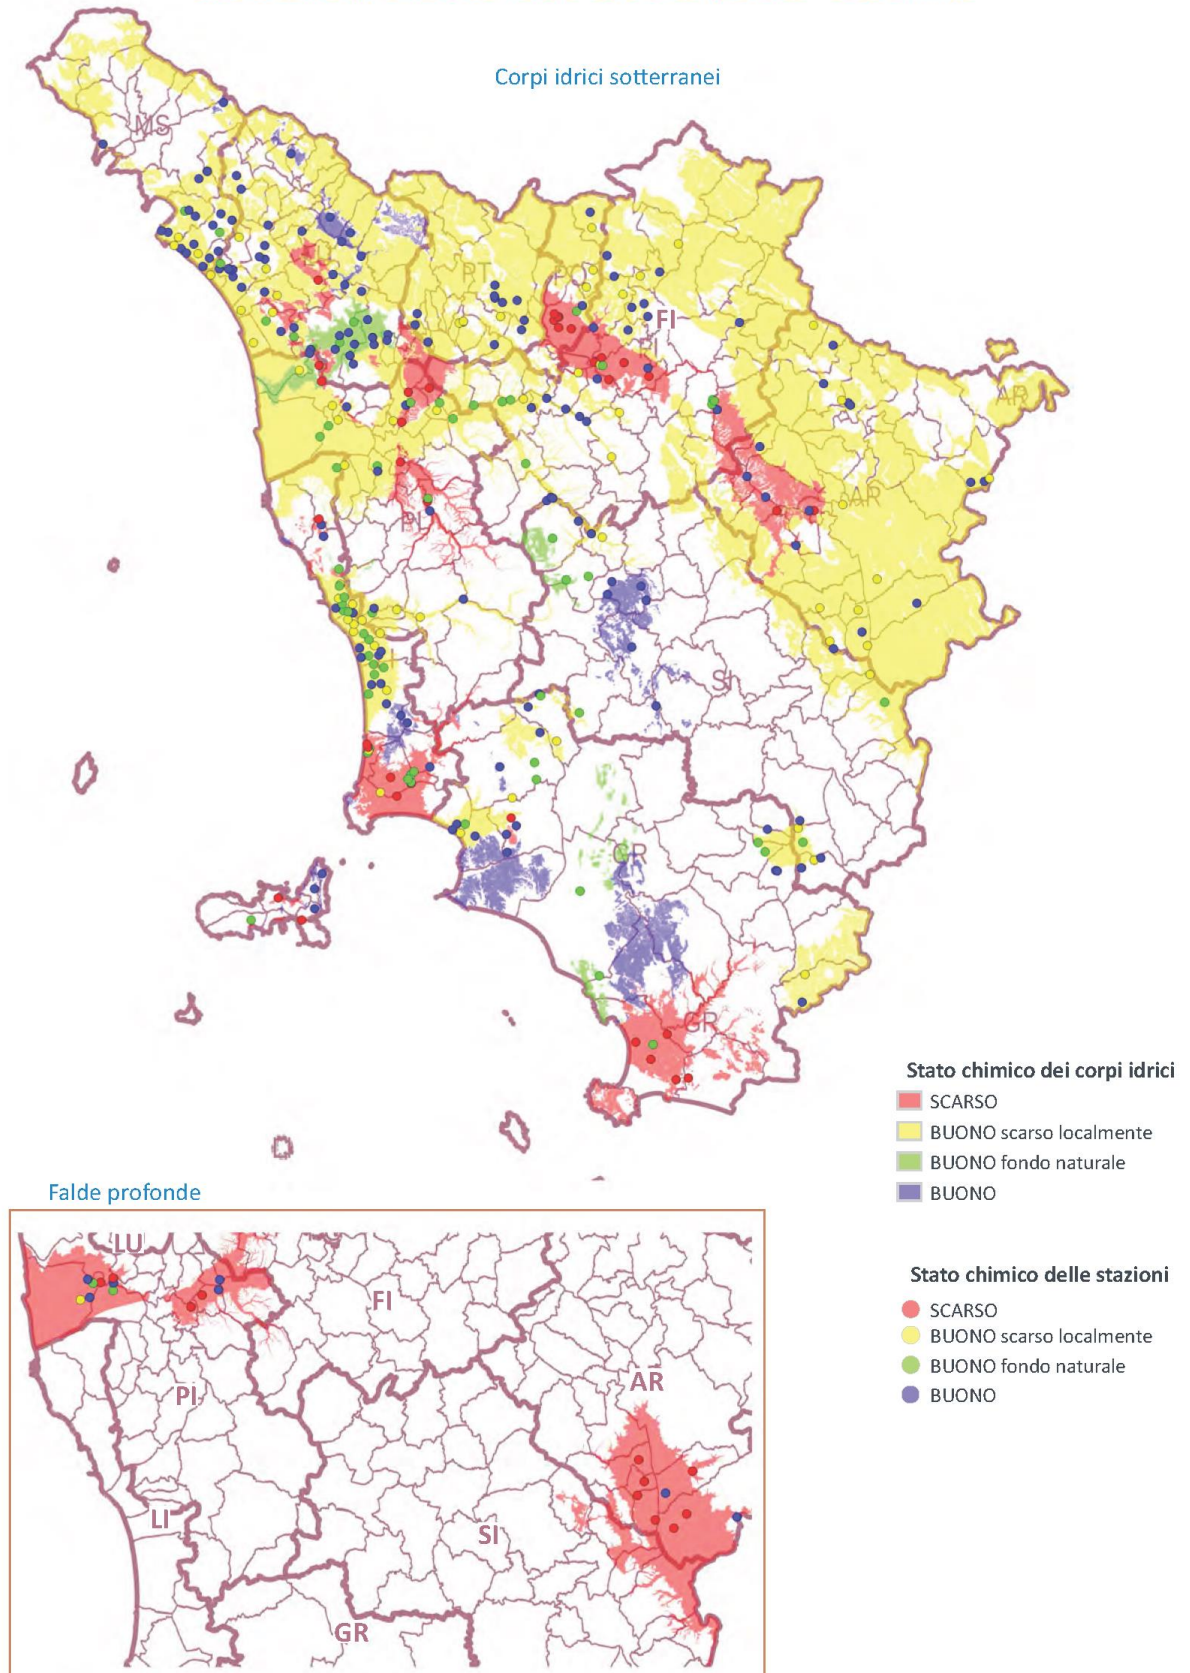 Corpi idrici sotterranei
MS
PT
PO
FI
AR
AR
PI
LI
SI
GR
GR
Stato chimico dei corpi idrici
SCARSO
BUONO scarso localmente
BUONO fondo naturale
BUONO
Falde profonde
LU
FI
Stato chimico delle stazioni
SCARSO
BUONO scarso localmente
BUONO fondo naturale
BUONO
PI
AR
LI
SI
GR